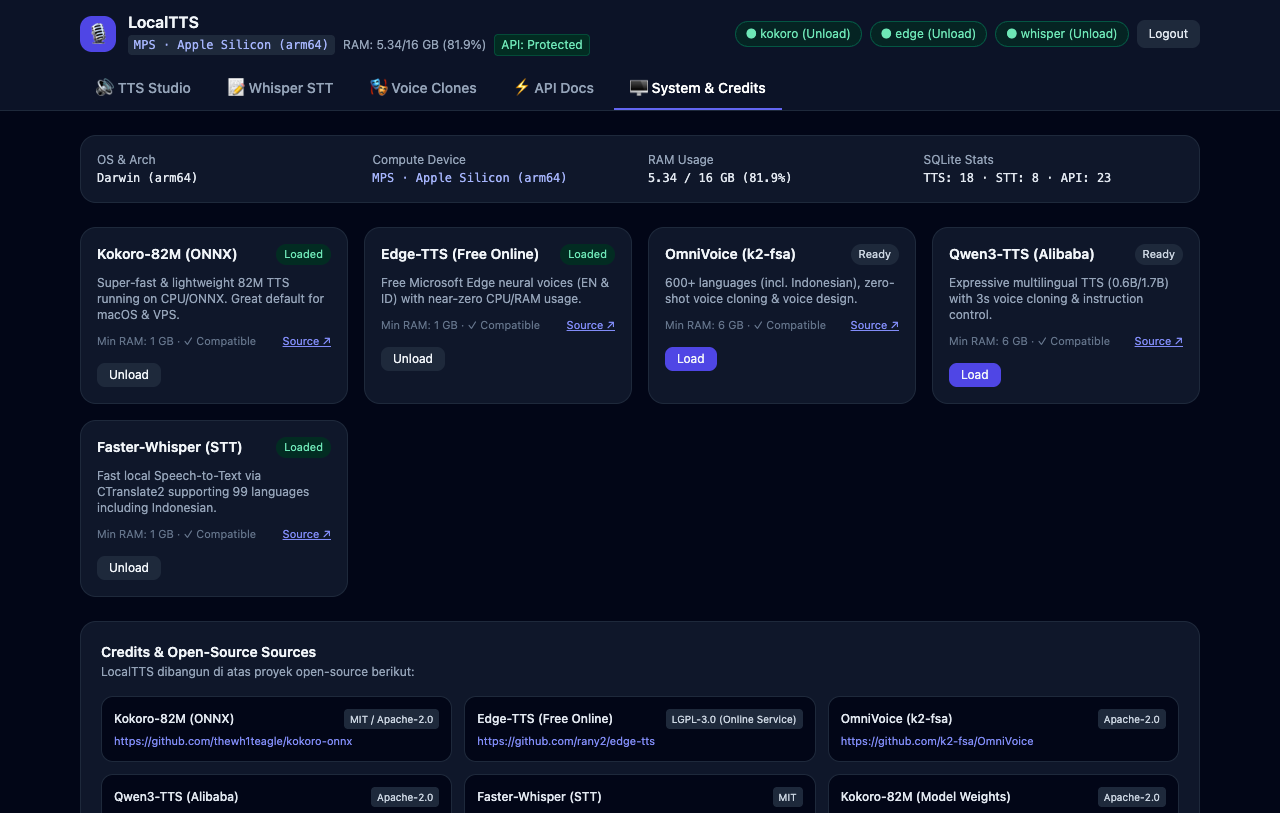 LocalTTS
MPS · Apple Silicon (arm64) RAM: 5.34/16 GB (81.9%) API: Protected
kokoro (Unload) edge (Unload) whisper (Unload) Logout
TTS Studio Whisper STT Voice Clones API Docs System & Credits
OS & Arch
Darwin (arm64)
Compute Device
MPS · Apple Silicon (arm64)
RAM Usage
5.34 / 16 GB (81.9%)
SQLite Stats
TTS: 18 · STT: 8 · API: 23
Kokoro-82M (ONNX) Loaded
Super-fast & lightweight 82M TTS
running on CPU/ONNX. Great default for
macOS & VPS.
Min RAM: 1 GB · ✓ Compatible Source ↗
Unload
Edge-TTS (Free Online) Loaded
Free Microsoft Edge neural voices (EN &
ID) with near-zero CPU/RAM usage.
Min RAM: 1 GB · ✓ Compatible Source ↗
Unload
OmniVoice (k2-fsa) Ready
600+ languages (incl. Indonesian), zero-
shot voice cloning & voice design.
Min RAM: 6 GB · ✓ Compatible Source ↗
Load
Qwen3-TTS (Alibaba) Ready
Expressive multilingual TTS (0.6B/1.7B)
with 3s voice cloning & instruction
control.
Min RAM: 6 GB · ✓ Compatible Source ↗
Load
Faster-Whisper (STT) Loaded
Fast local Speech-to-Text via
CTranslate2 supporting 99 languages
including Indonesian.
Min RAM: 1 GB · ✓ Compatible Source ↗
Unload
Credits & Open-Source Sources
LocalTTS dibangun di atas proyek open-source berikut:
Kokoro-82M (ONNX) MIT / Apache-2.0
https://github.com/thewh1teagle/kokoro-onnx
Edge-TTS (Free Online) LGPL-3.0 (Online Service)
https://github.com/rany2/edge-tts
OmniVoice (k2-fsa) Apache-2.0
https://github.com/k2-fsa/OmniVoice
Qwen3-TTS (Alibaba) Apache-2.0
Faster-Whisper (STT) MIT
Kokoro-82M (Model Weights) Apache-2.0